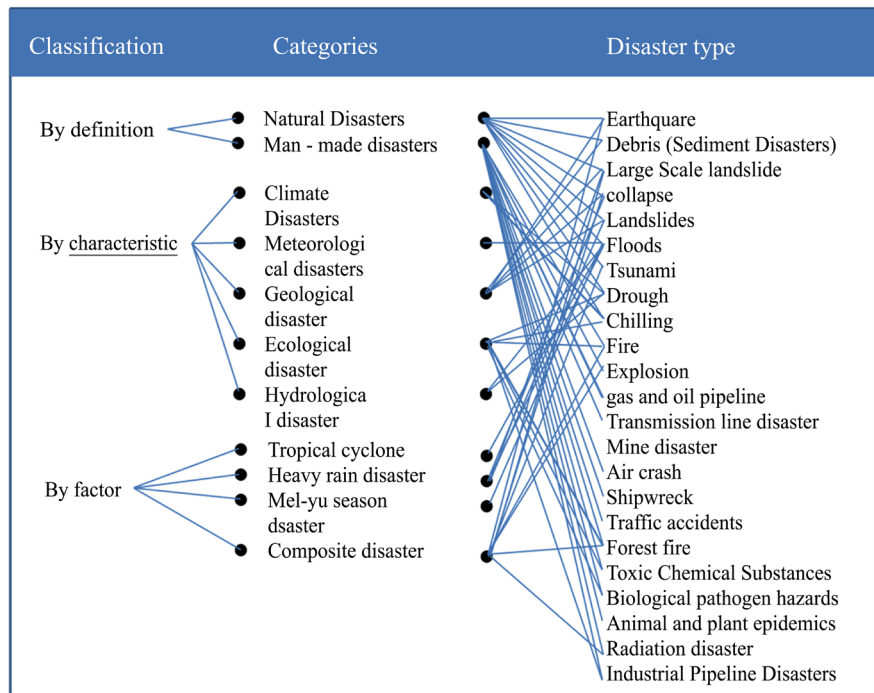 Classification
Categories
Disaster type
By definition
Natural Disasters
Man - made disasters
By characteristic
Climate
Disasters
Meteorologi
cal disasters
Geological
disaster
Ecological
disaster
Hydrologica
l disaster
By factor
Tropical cyclone
Heavy rain disaster
Mel-yu season
dsaster
Composite disaster
Earthquare
Debris (Sediment Disasters)
Large Scale landslide
collapse
Landslides
Floods
Tsunami
Drough
Chilling
Fire
Explosion
gas and oil pipeline
Transmission line disaster
Mine disaster
Air crash
Shipwreck
Traffic accidents
Forest fire
Toxic Chemical Substances
Biological pathogen hazards
Animal and plant epidemics
Radiation disaster
Industrial Pipeline Disasters